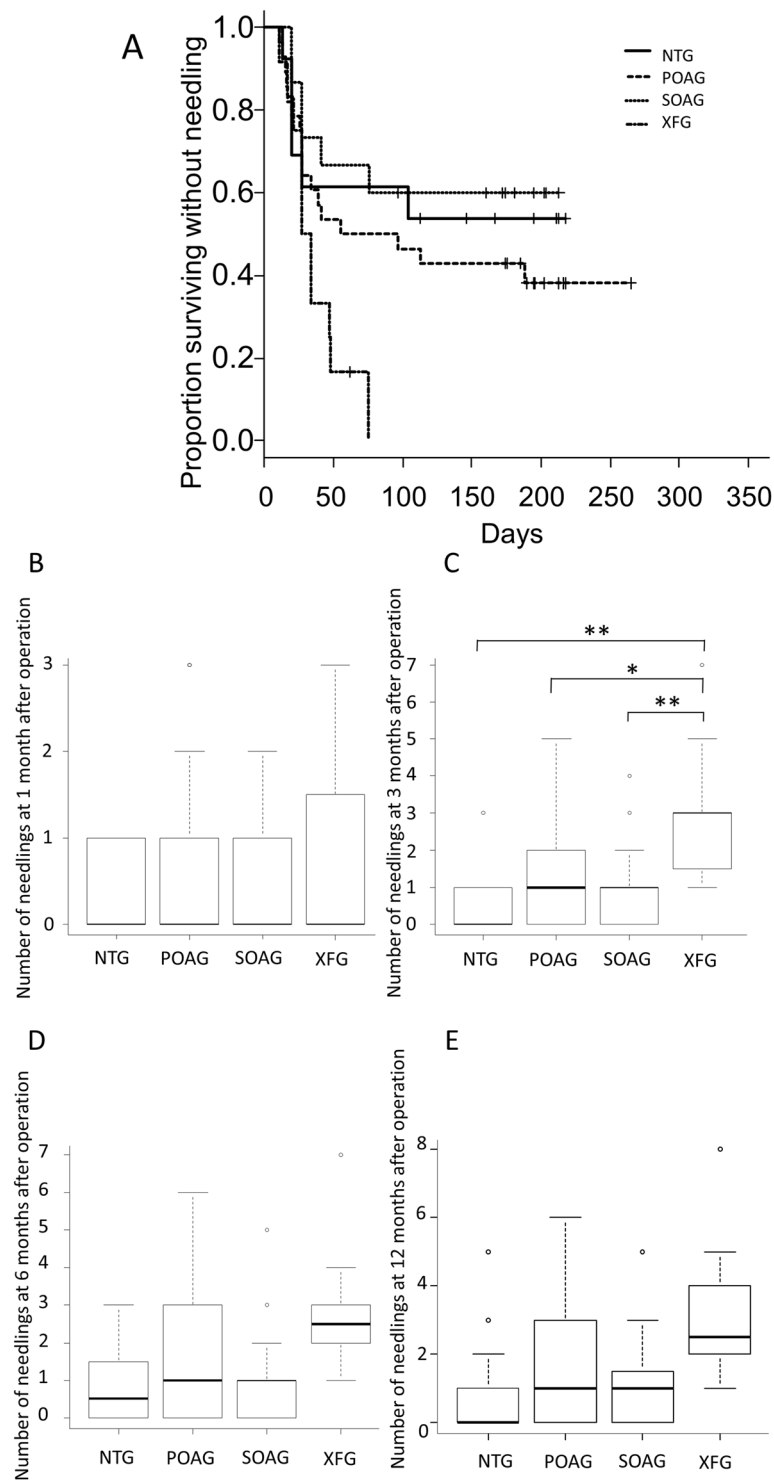 A
Proportion surviving without needling
1.0
0.8
0.6
0.4
0.2
0.0
0 50 100 150 200 250 300 350
Days
NTG
POAG
SOAG
XFG
B
Number of needlings at 1 month after operation
3
2
1
0
NTG POAG SOAG XFG
C
Number of needlings at 3 months after operation
7
6
5
4
3
2
1
0
** 
*
**
NTG POAG SOAG XFG
D
Number of needlings at 6 months after operation
7
6
5
4
3
2
1
0
NTG POAG SOAG XFG
E
Number of needlings at 12 months after operation
8
6
4
2
0
NTG POAG SOAG XFG